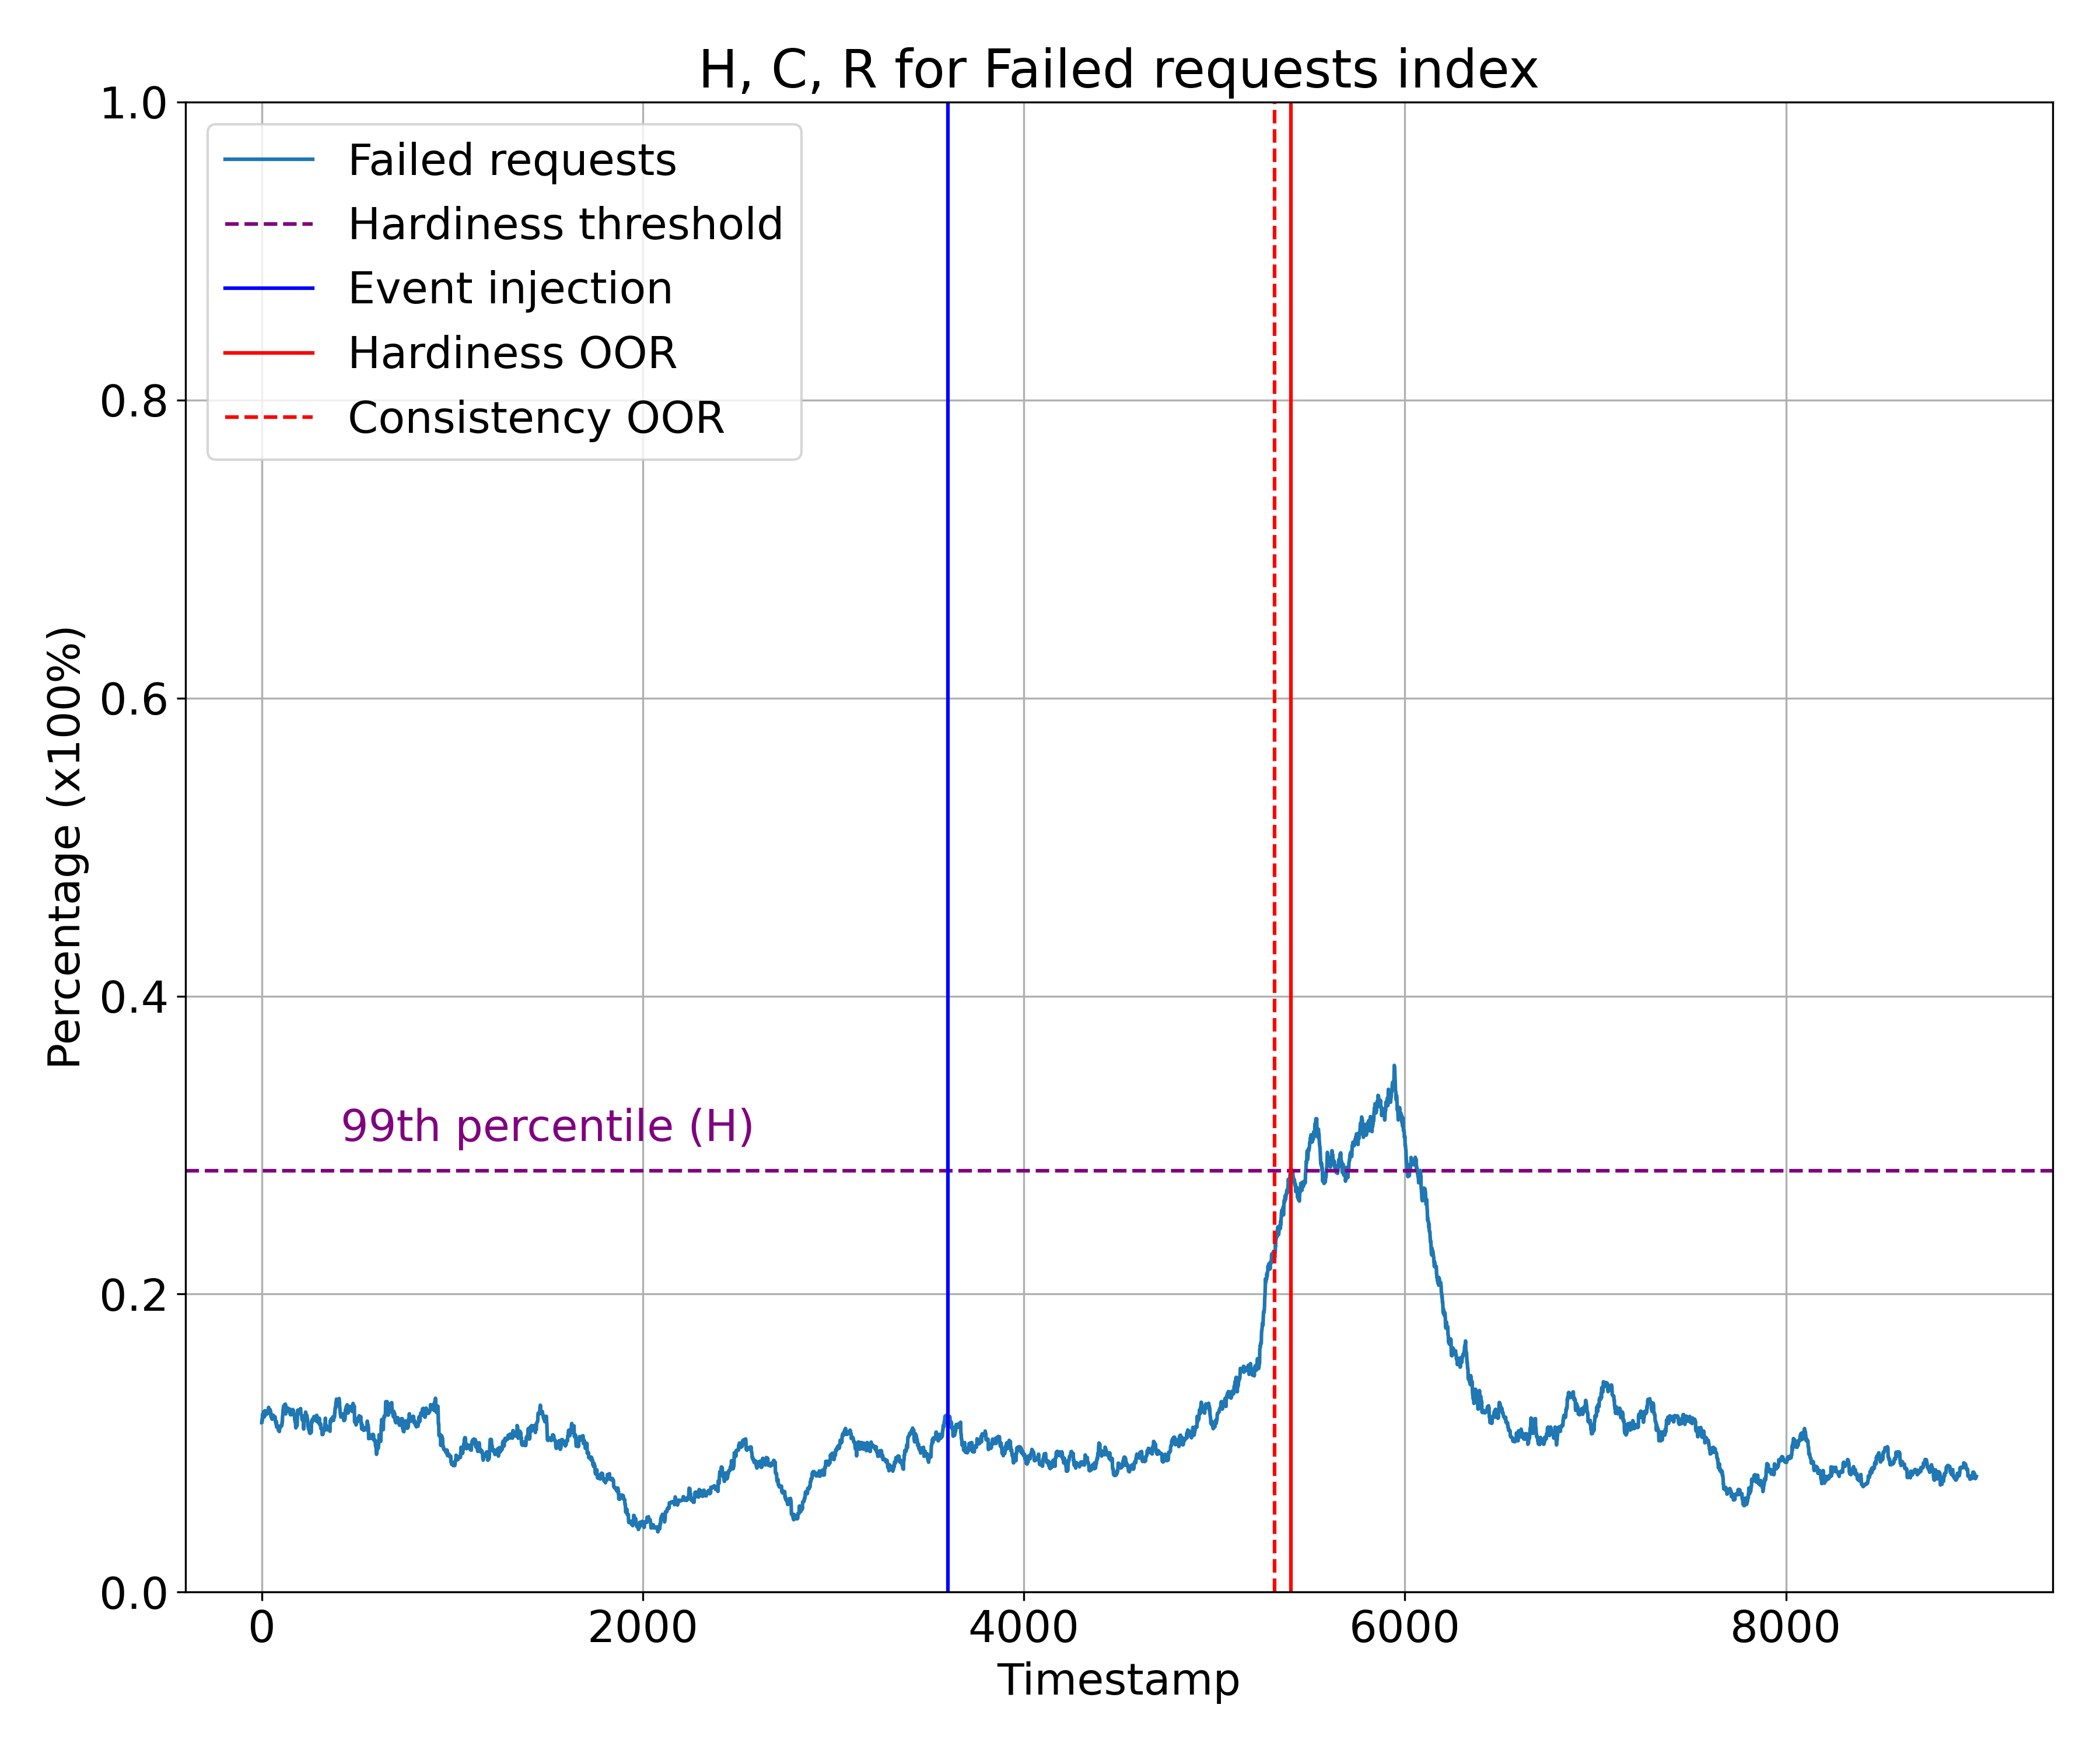 H, C, R for Failed requests index
Failed requests
Hardiness threshold
Event injection
Hardiness OOR
Consistency OOR
99th percentile (H)
Percentage (x100%)
1.0
0.8
0.6
0.4
0.2
0.0
0 2000 4000 6000 8000
Timestamp